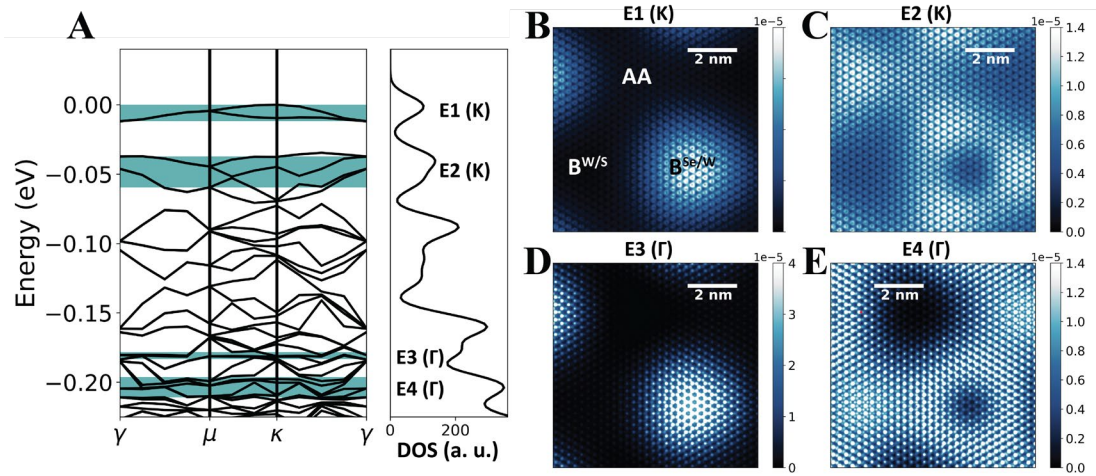 A
Energy (eV)
0.00
−0.05
−0.10
−0.15
−0.20
γ
μ
κ
γ
E1 (K)
E2 (K)
E3 (Γ)
E4 (Γ)
0
200
DOS (a. u.)
B
E1 (K)
1e−5
2 nm
AA
B^W/S
B^Se/W
C
E2 (K)
1e−5
2 nm
1.4
1.2
1.0
0.8
0.6
0.4
0.2
0.0
D
E3 (Γ)
1e−5
2 nm
4
3
2
1
0
E
E4 (Γ)
1e−5
2 nm
1.4
1.2
1.0
0.8
0.6
0.4
0.2
0.0